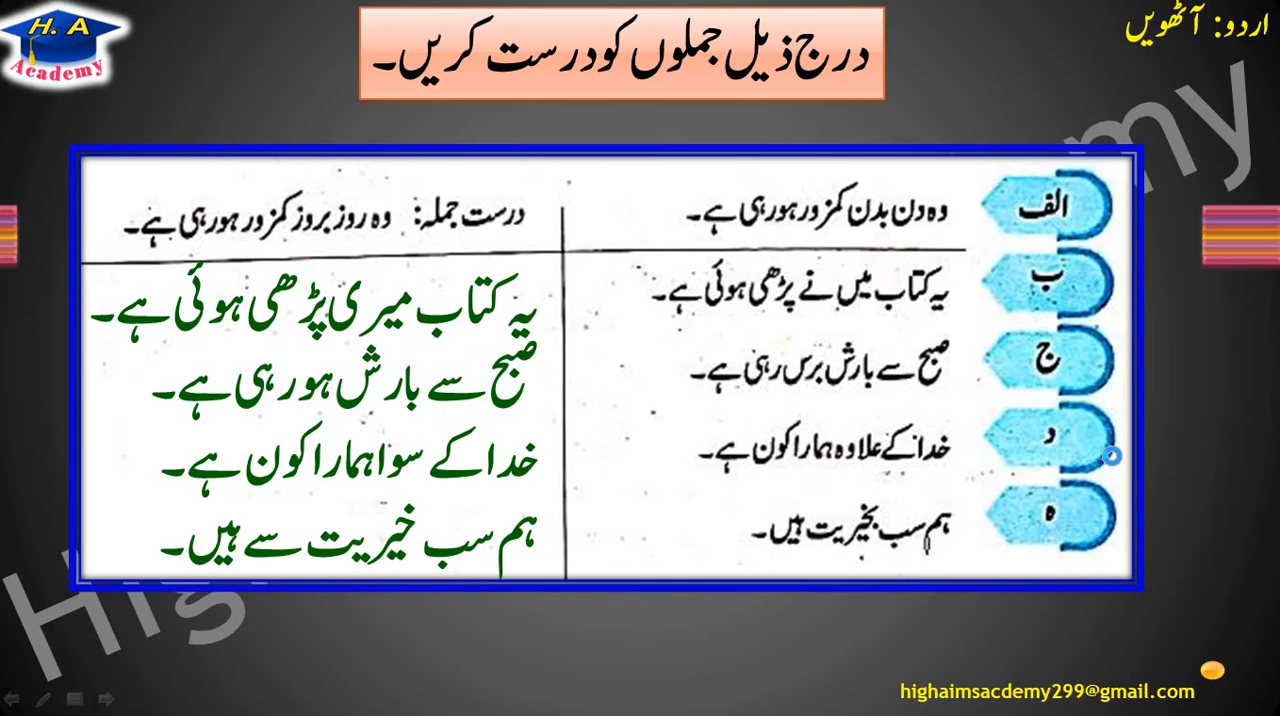 H. A
Academy
اردو: آٹھویں
درج ذیل جملوں کو درست کریں۔
الف
وہ دن بدن کمزور ہو رہی ہے۔
درست جملہ: وہ روز بروز کمزور ہو رہی ہے۔
ب
یہ کتاب میں نے پڑھی ہوئی ہے۔
یہ کتاب میری پڑھی ہوئی ہے۔
ج
صبح سے بارش برس رہی ہے۔
صبح سے بارش ہو رہی ہے۔
د
خدا کے علاوہ ہمارا کون ہے۔
خدا کے سوا ہمارا کون ہے۔
ہ
ہم سب بخیریت ہیں۔
ہم سب خیریت سے ہیں۔
highaimsacdemy299@gmail.com